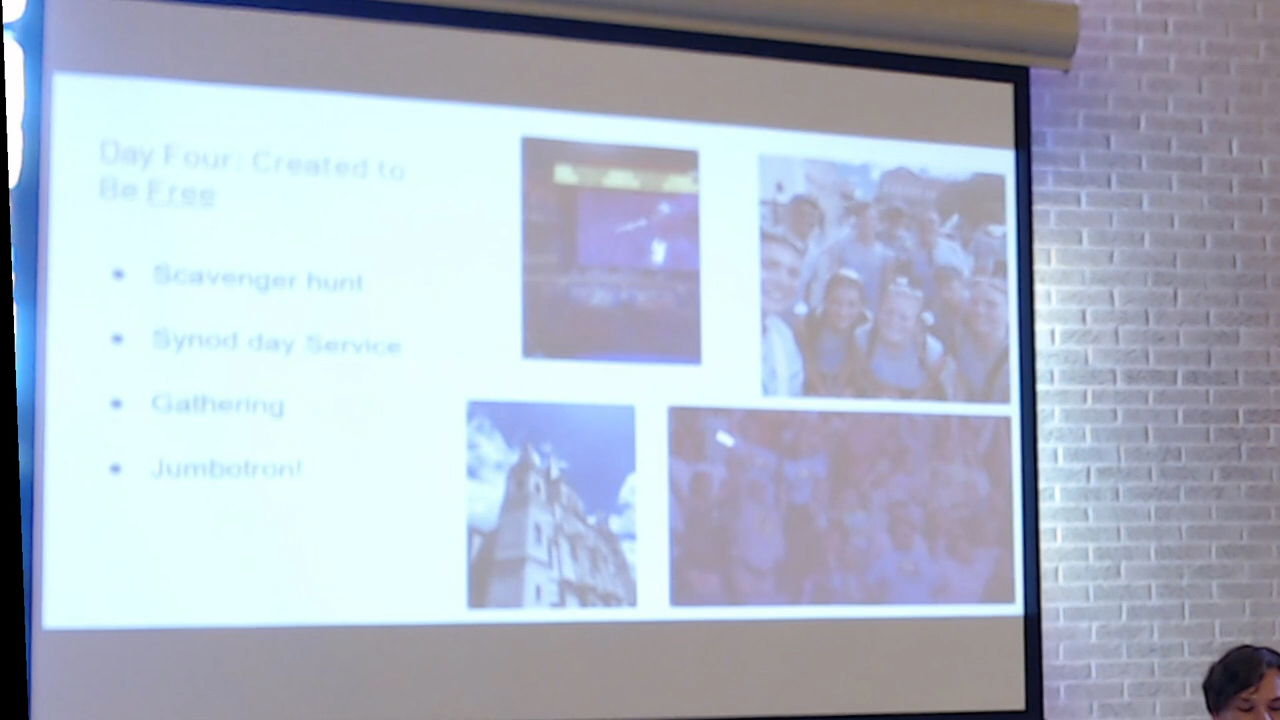 Day Four: Created to
Be Free
Scavenger hunt
Synod day Service
Gathering
Jumbotron!